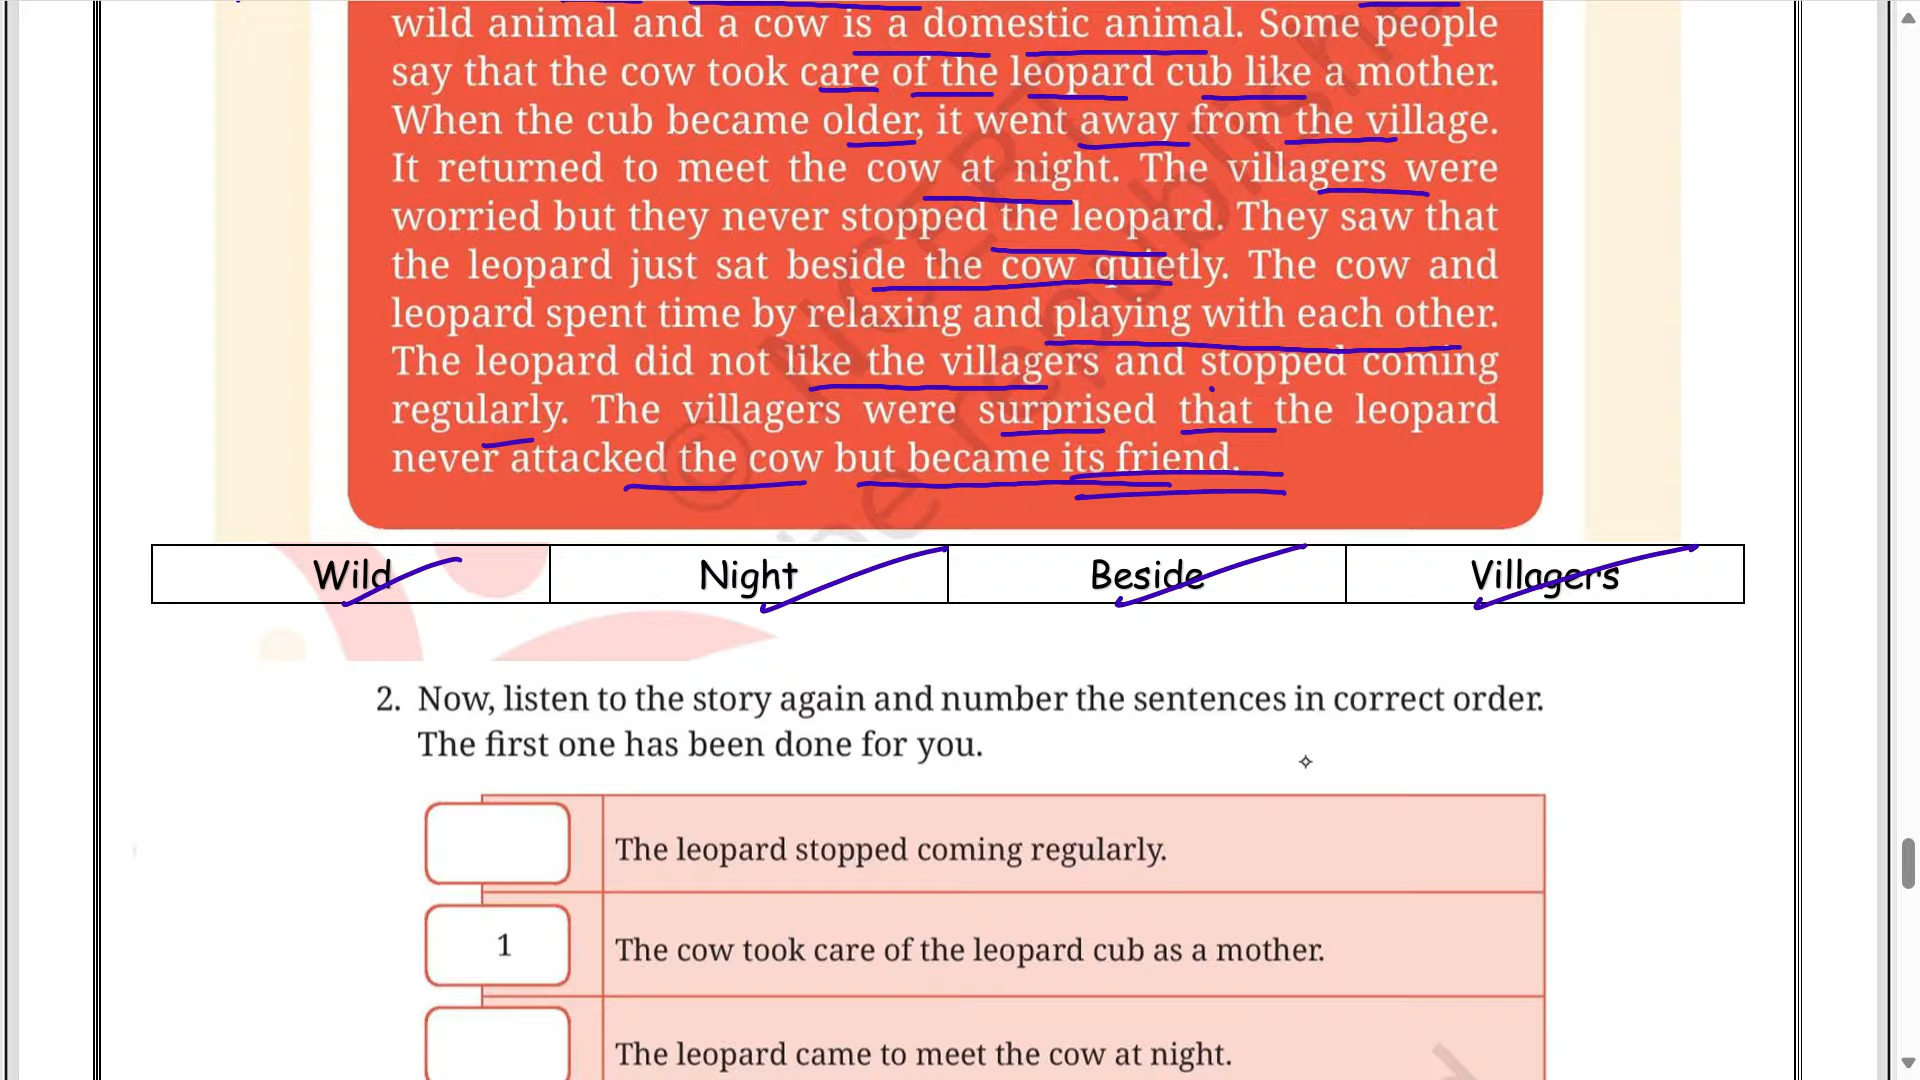 wild animal and a cow is a domestic animal. Some people
say that the cow took care of the leopard cub like a mother.
When the cub became older, it went away from the village.
It returned to meet the cow at night. The villagers were
worried but they never stopped the leopard. They saw that
the leopard just sat beside the cow quietly. The cow and
leopard spent time by relaxing and playing with each other.
The leopard did not like the villagers and stopped coming
regularly. The villagers were surprised that the leopard
never attacked the cow but became its friend.
Wild Night Beside Villagers
2. Now, listen to the story again and number the sentences in correct order.
The first one has been done for you.
The leopard stopped coming regularly.
1 The cow took care of the leopard cub as a mother.
The leopard came to meet the cow at night.